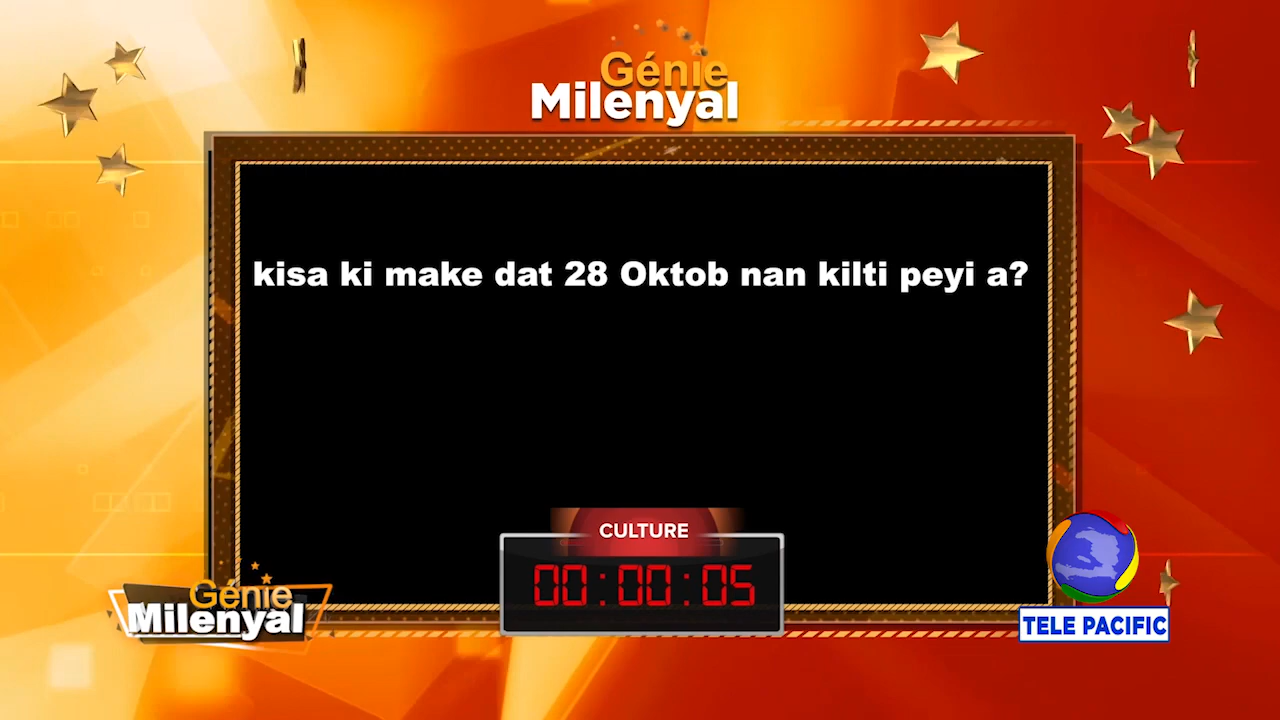 Génie
Milenyal
kisa ki make dat 28 Oktob nan kilti peyi a?
CULTURE
00:00:05
Génie
Milenyal
TELE PACIFIC